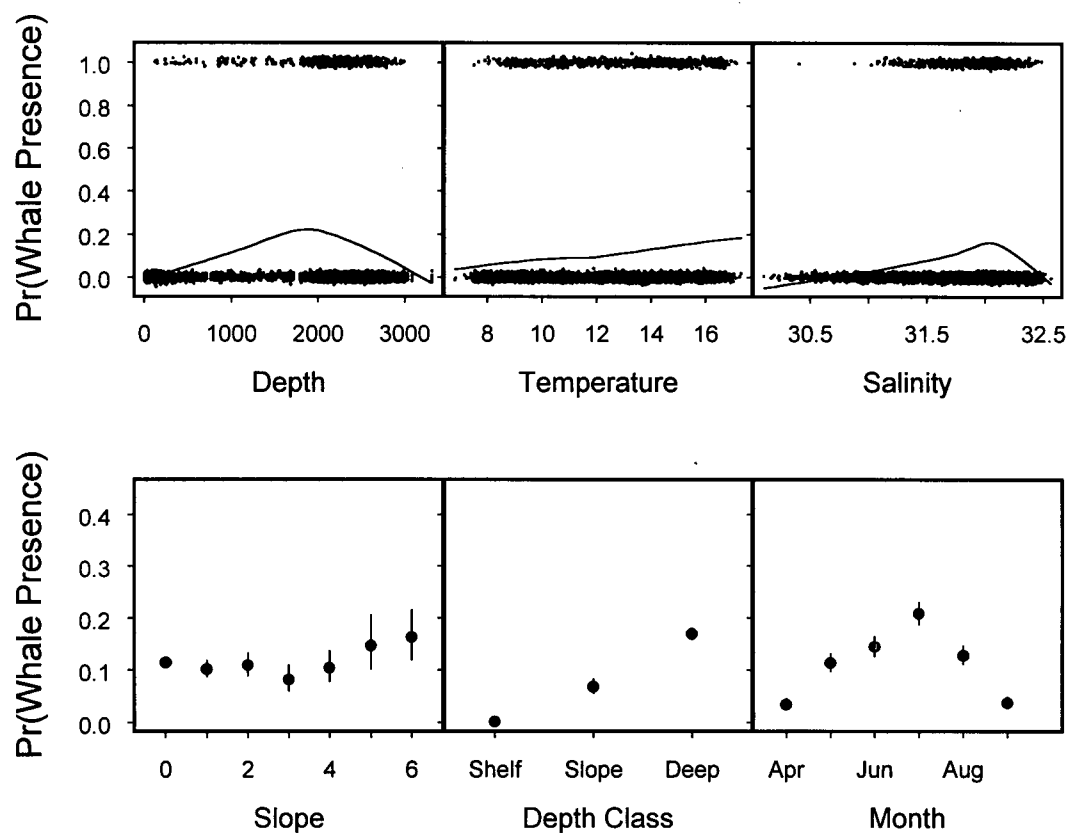 Pr(Whale Presence)
1.0
0.8
0.6
0.4
0.2
0.0
0 1000 2000 3000
8 10 12 14 16
30.5 31.5 32.5
Depth
Temperature
Salinity
Pr(Whale Presence)
0.4
0.3
0.2
0.1
0.0
0 2 4 6
Shelf Slope Deep
Apr Jun Aug
Slope
Depth Class
Month